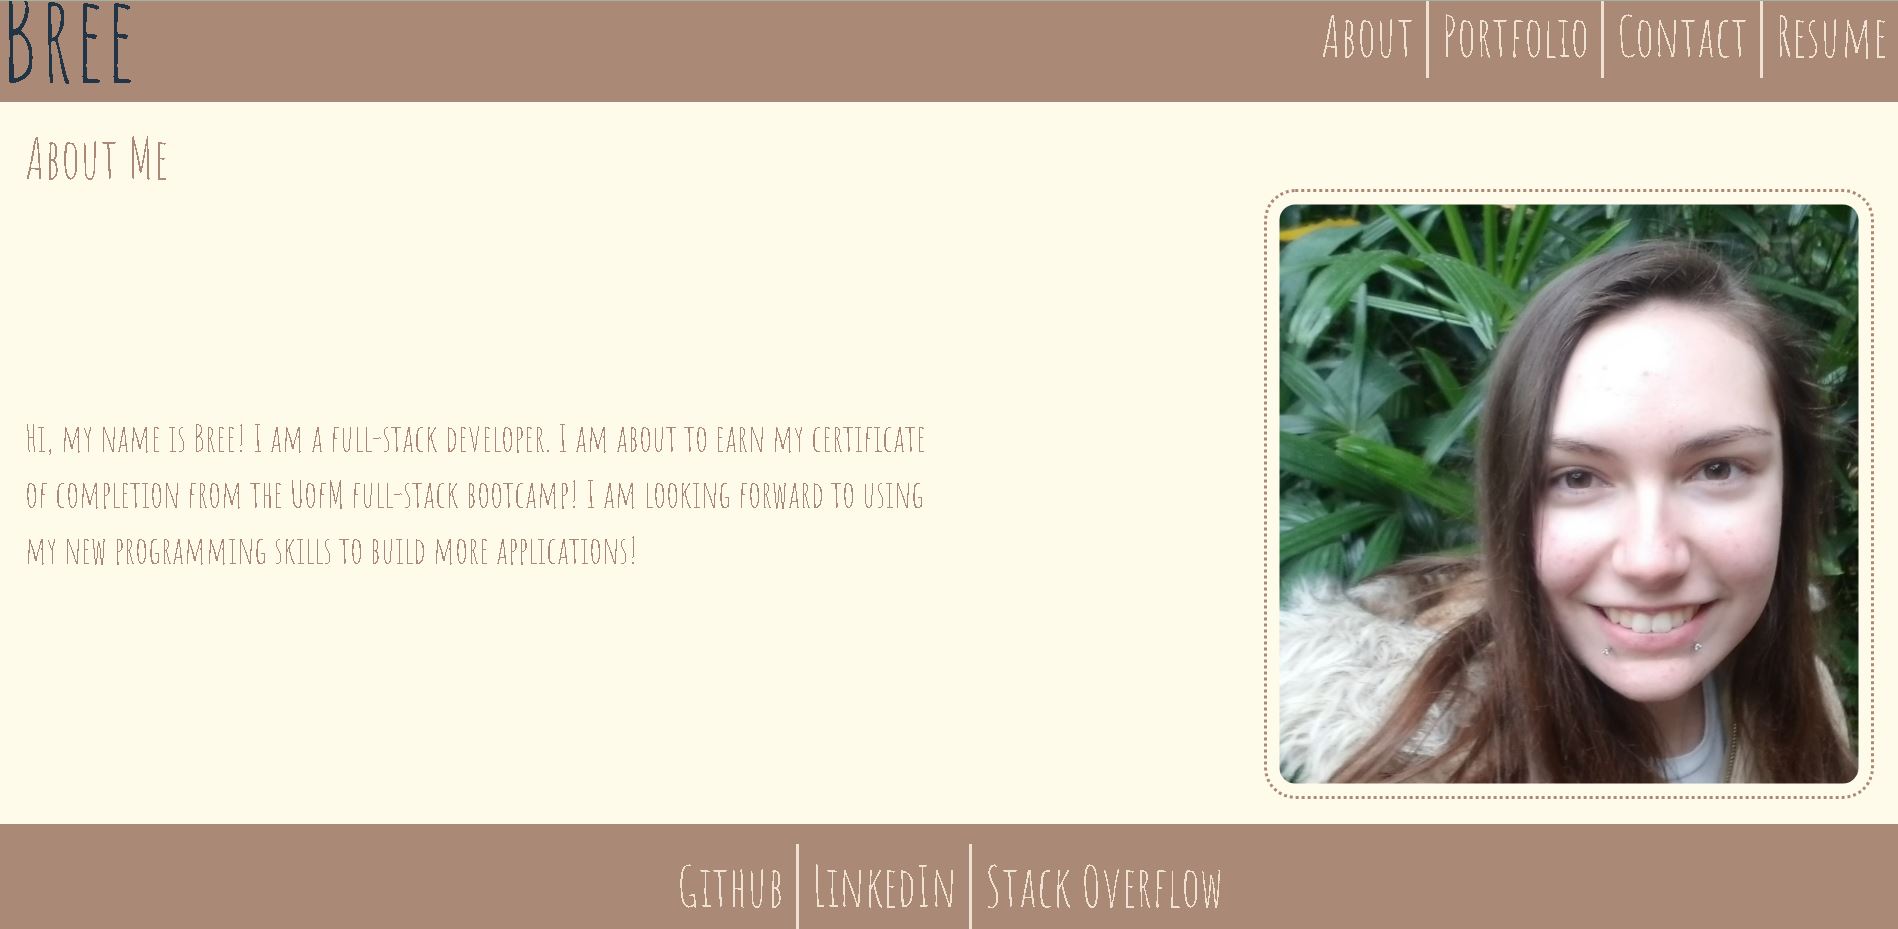 Bree
About
Portfolio
Contact
Resume
About Me
Hi, my name is Bree! I am a full-stack developer. I am about to earn my certificate
of completion from the UofM full-stack bootcamp! I am looking forward to using
my new programming skills to build more applications!
Github
LinkedIn
Stack Overflow